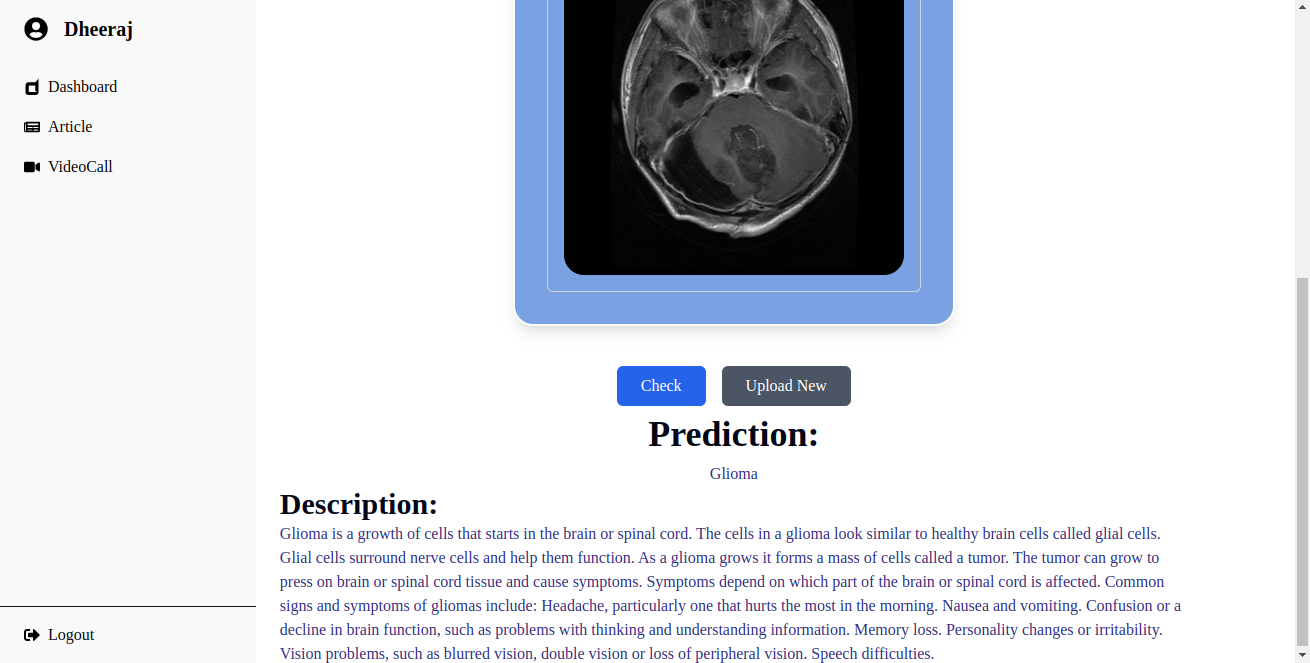 Dheeraj
Dashboard
Article
VideoCall
Check
Upload New
Prediction:
Glioma
Description:
Glioma is a growth of cells that starts in the brain or spinal cord. The cells in a glioma look similar to healthy brain cells called glial cells.
Glial cells surround nerve cells and help them function. As a glioma grows it forms a mass of cells called a tumor. The tumor can grow to
press on brain or spinal cord tissue and cause symptoms. Symptoms depend on which part of the brain or spinal cord is affected. Common
signs and symptoms of gliomas include: Headache, particularly one that hurts the most in the morning. Nausea and vomiting. Confusion or a
decline in brain function, such as problems with thinking and understanding information. Memory loss. Personality changes or irritability.
Vision problems, such as blurred vision, double vision or loss of peripheral vision. Speech difficulties.
Logout